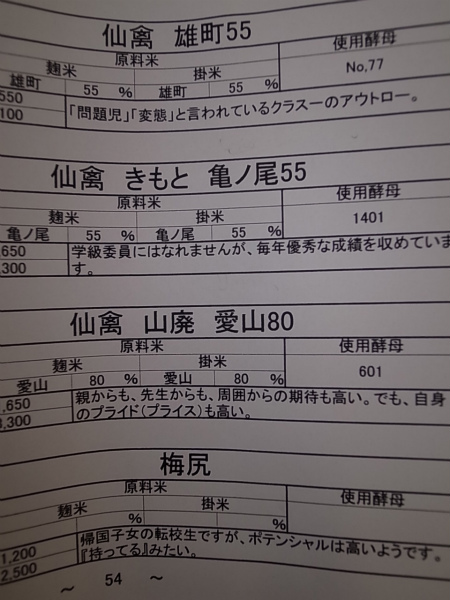 仙禽 雄町55
原料米 使用酵母
麹米 掛米 No,77
雄町 55 % 雄町 55 %
550 「問題児」「変態」と言われているクラス一のアウトロー。
100
仙禽 きもと 亀ノ尾55
原料米 使用酵母
麹米 掛米 1401
亀ノ尾 55 % 亀ノ尾 55 %
,650 学級委員にはなれませんが、毎年優秀な成績を収めていま
,300 す。
仙禽 山廃 愛山80
原料米 使用酵母
麹米 掛米 601
愛山 80 % 愛山 80 %
,650 親からも、先生からも、周囲からの期待も高い。でも、自身
3,300 のプライド(プライス)も高い。
梅尻
原料米 使用酵母
麹米 掛米
% %
1,200 帰国子女の転校生ですが、ポテンシャルは高いようです。
2,500 『持ってる』みたい。
～ 54 ～